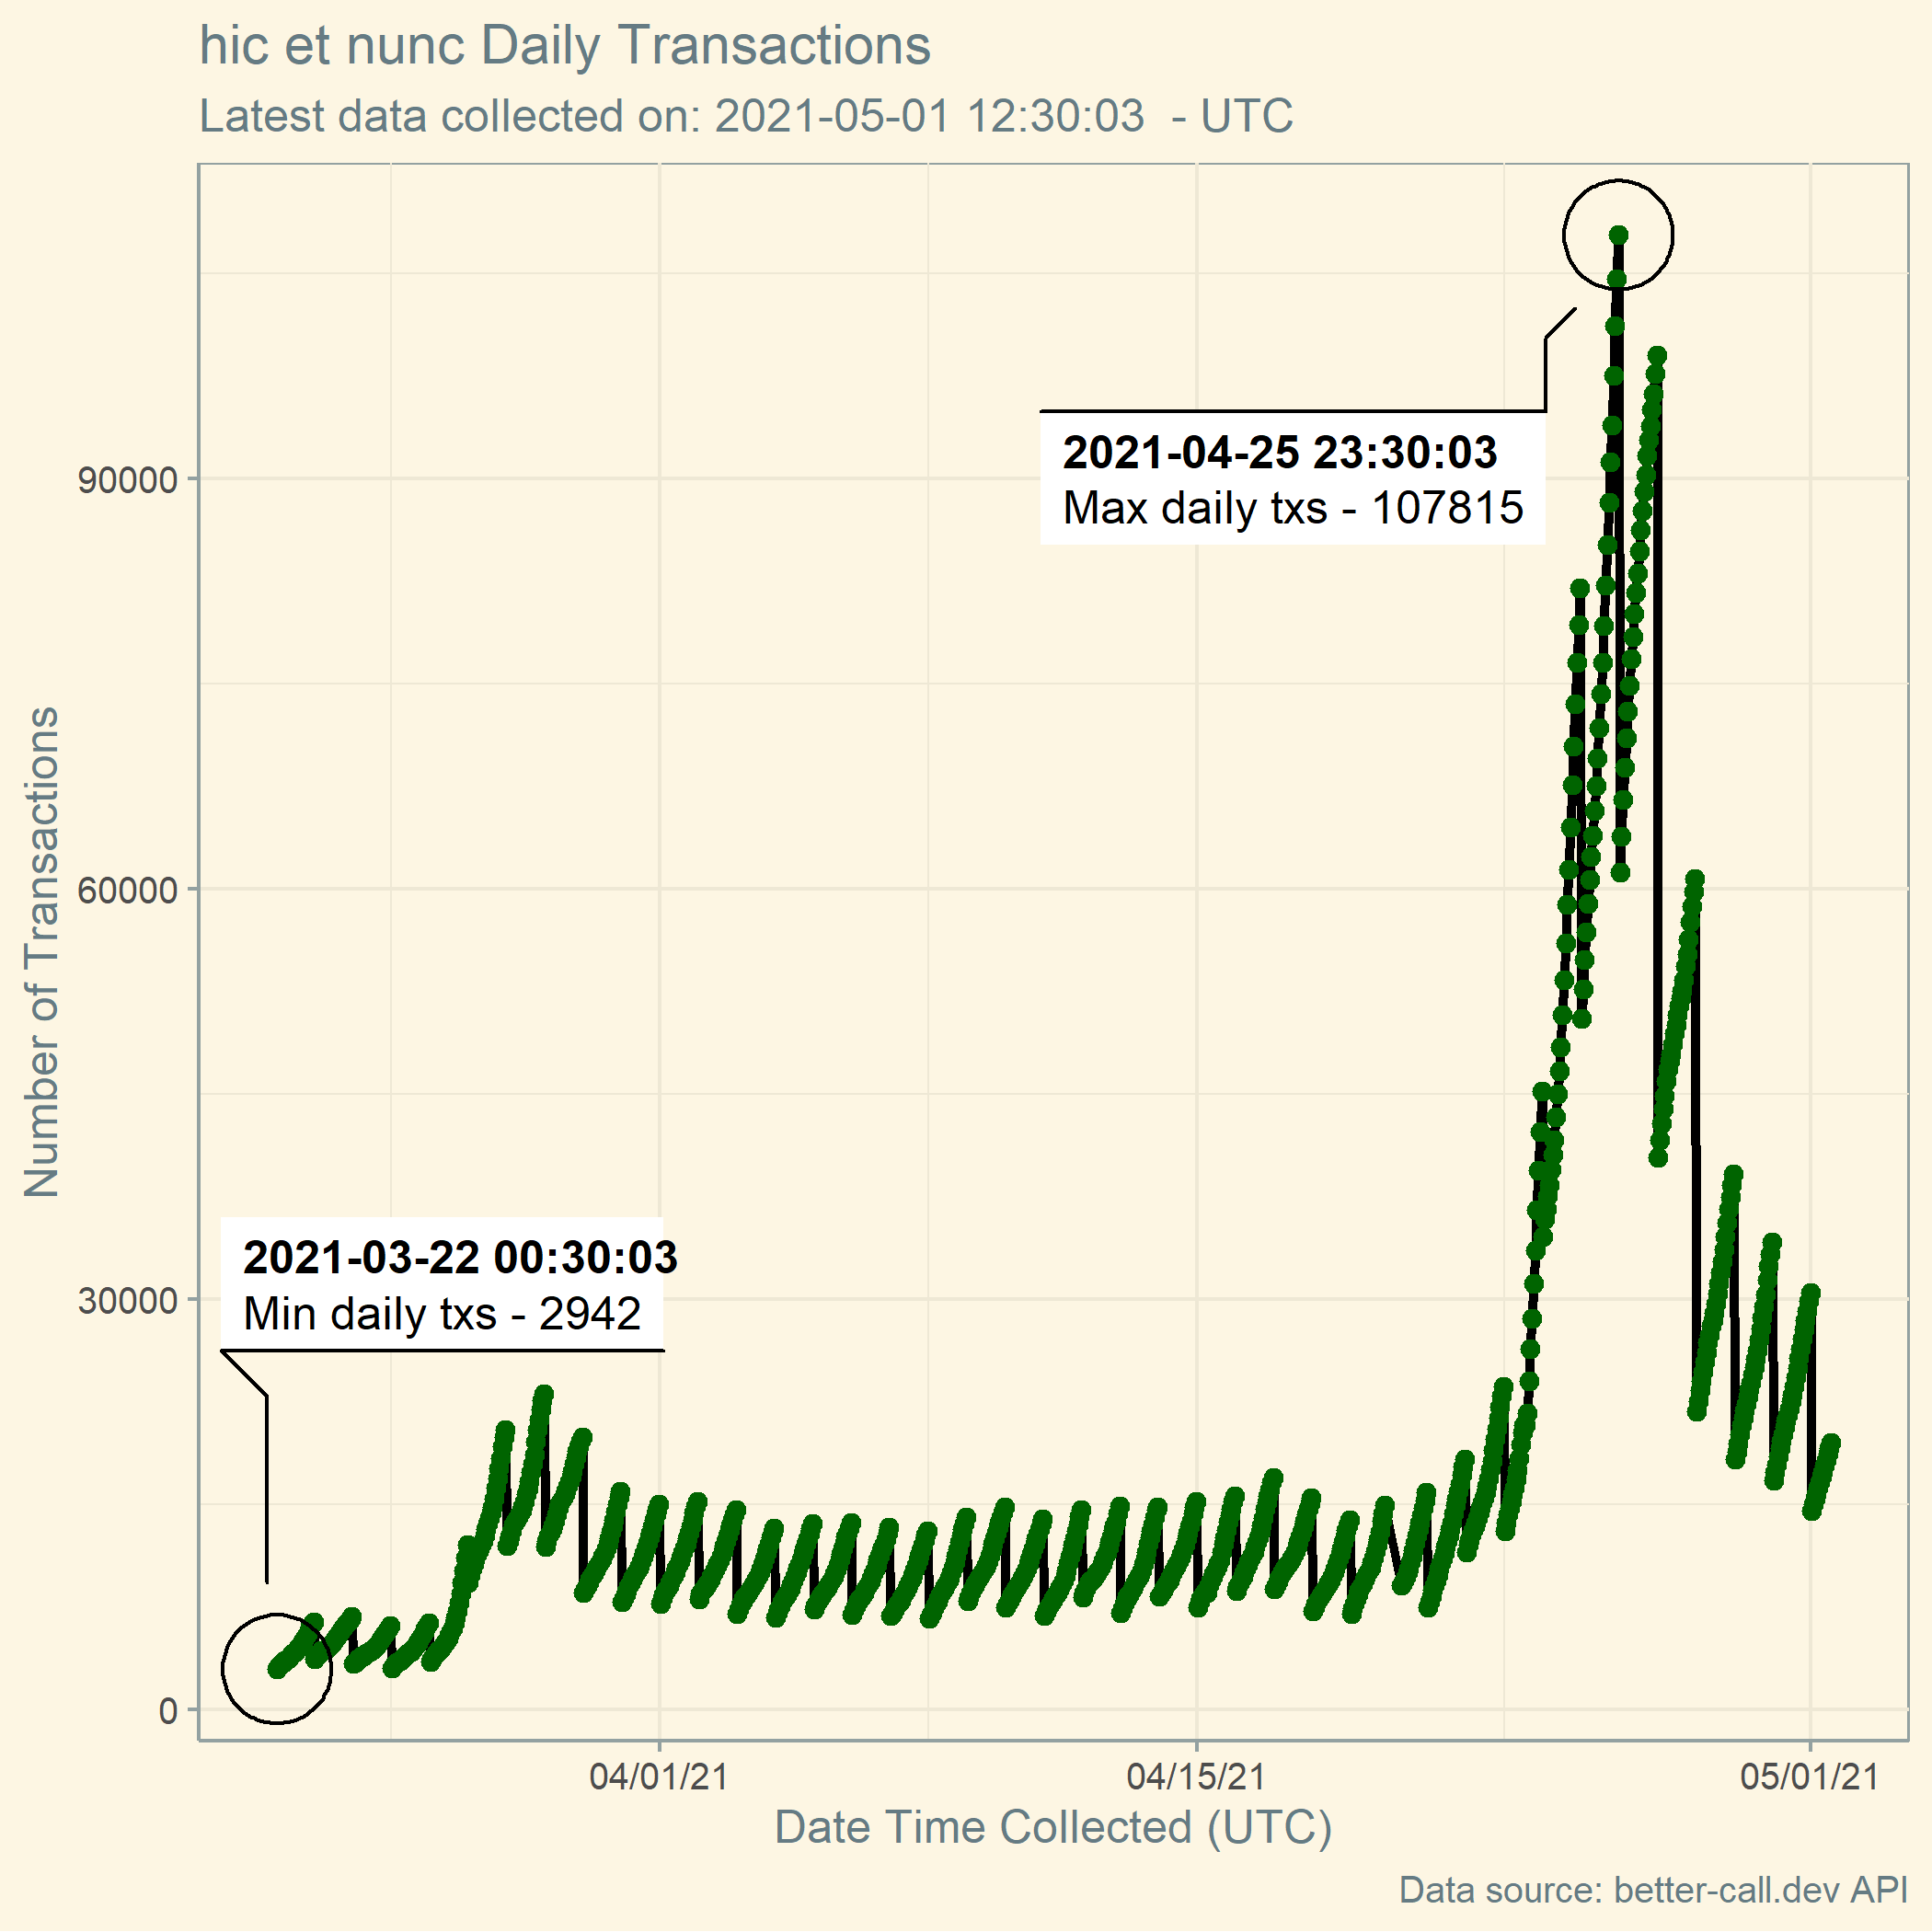 hic et nunc Daily Transactions
Latest data collected on: 2021-05-01 12:30:03  - UTC
2021-04-25 23:30:03
Max daily txs - 107815
90000
Number of Transactions
60000
2021-03-22 00:30:03
Min daily txs - 2942
30000
0
04/01/21
04/15/21
05/01/21
Date Time Collected (UTC)
Data source: better-call.dev API